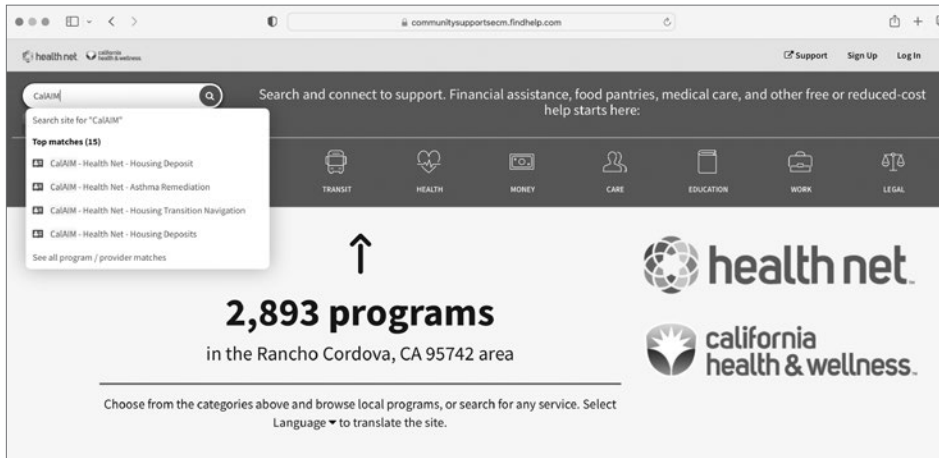 communitysupportsecm.findhelp.com
health net
california
health & wellness
Support Sign Up Log In
CalAIM
Search and connect to support. Financial assistance, food pantries, medical care, and other free or reduced-cost
help starts here:
Search site for "CalAIM"
Top matches (15)
CalAIM - Health Net - Housing Deposit
CalAIM - Health Net - Asthma Remediation
CalAIM - Health Net - Housing Transition Navigation
CalAIM - Health Net - Housing Deposits
See all program / provider matches
TRANSIT HEALTH MONEY CARE EDUCATION WORK LEGAL
2,893 programs
in the Rancho Cordova, CA 95742 area
Choose from the categories above and browse local programs, or search for any service. Select
Language ▾ to translate the site.
health net.
california
health & wellness.